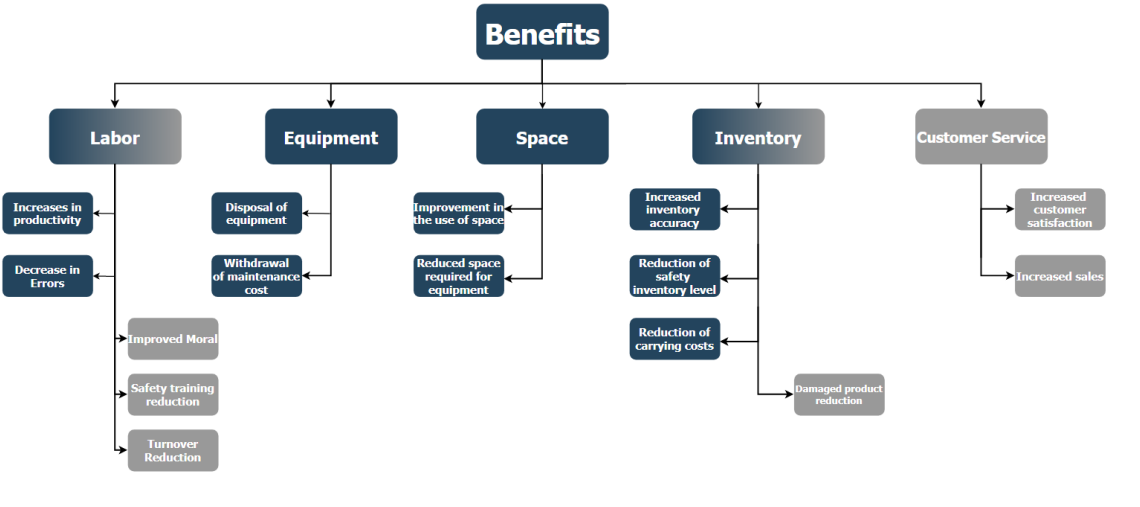 Benefits
Labor
Equipment
Space
Inventory
Customer Service
Increases in
productivity
Decrease in
Errors
Improved Moral
Safety training
reduction
Turnover
Reduction
Disposal of
equipment
Withdrawal
of maintenance
cost
Improvement in
the use of space
Reduced space
required for
equipment
Increased
inventory
accuracy
Reduction of
safety
inventory level
Reduction of
carrying costs
Damaged product
reduction
Increased
customer
satisfaction
Increased sales